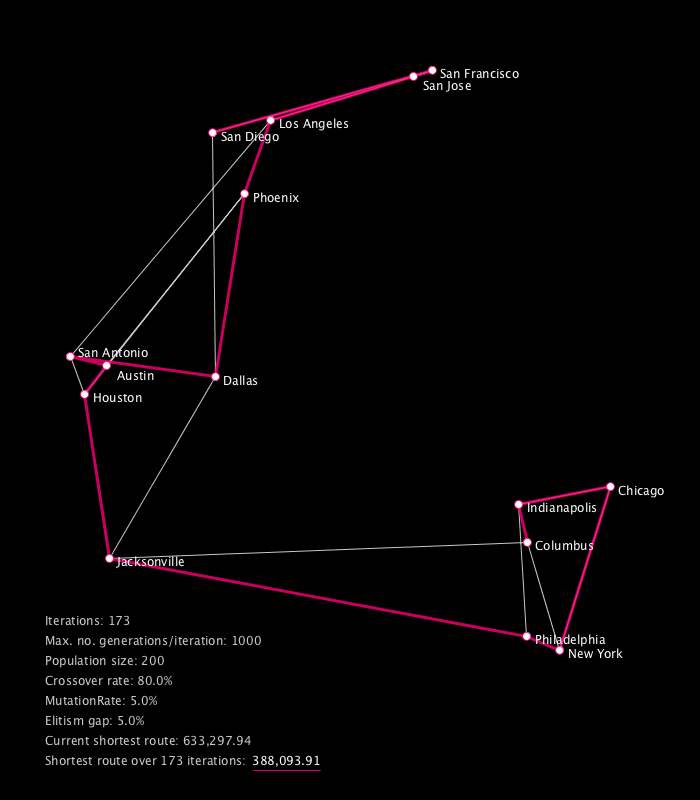 San Francisco
San Jose
Los Angeles
San Diego
Phoenix
San Antonio
Austin
Dallas
Houston
Chicago
Indianapolis
Columbus
Jacksonville
Philadelphia
New York
Iterations: 173
Max. no. generations/iteration: 1000
Population size: 200
Crossover rate: 80.0%
MutationRate: 5.0%
Elitism gap: 5.0%
Current shortest route: 633,297.94
Shortest route over 173 iterations: 388,093.91